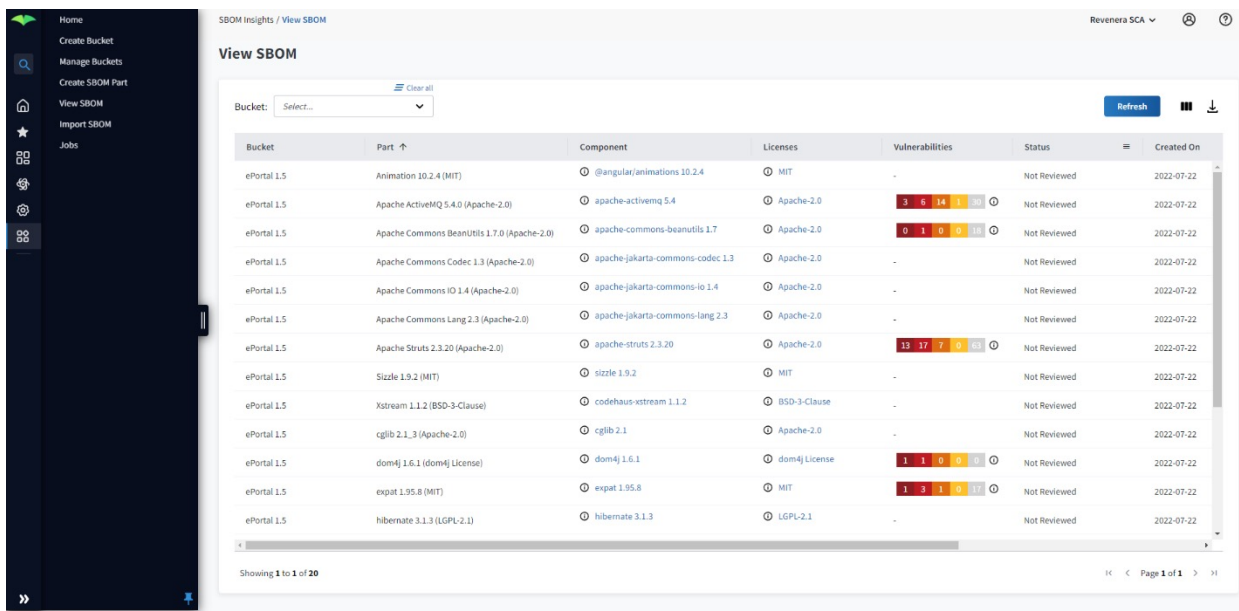 Home
Create Bucket
Manage Buckets
Create SBOM Part
View SBOM
Import SBOM
Jobs
SBOM Insights / View SBOM
Revenera SCA
View SBOM
Clear all
Bucket: Select...
Refresh
Bucket Part ↑ Component Licenses Vulnerabilities Status Created On
ePortal 1.5 Animation 10.2.4 (MIT) @angular/animations 10.2.4 MIT - Not Reviewed 2022-07-22
ePortal 1.5 Apache ActiveMQ 5.4.0 (Apache-2.0) apache-activemq 5.4 Apache-2.0 3 6 14 1 30 Not Reviewed 2022-07-22
ePortal 1.5 Apache Commons BeanUtils 1.7.0 (Apache-2.0) apache-commons-beanutils 1.7 Apache-2.0 0 1 0 0 18 Not Reviewed 2022-07-22
ePortal 1.5 Apache Commons Codec 1.3 (Apache-2.0) apache-jakarta-commons-codec 1.3 Apache-2.0 - Not Reviewed 2022-07-22
ePortal 1.5 Apache Commons IO 1.4 (Apache-2.0) apache-jakarta-commons-io 1.4 Apache-2.0 - Not Reviewed 2022-07-22
ePortal 1.5 Apache Commons Lang 2.3 (Apache-2.0) apache-jakarta-commons-lang 2.3 Apache-2.0 - Not Reviewed 2022-07-22
ePortal 1.5 Apache Struts 2.3.20 (Apache-2.0) apache-struts 2.3.20 Apache-2.0 13 17 7 0 63 Not Reviewed 2022-07-22
ePortal 1.5 Sizzle 1.9.2 (MIT) sizzle 1.9.2 MIT - Not Reviewed 2022-07-22
ePortal 1.5 Xstream 1.1.2 (BSD-3-Clause) codehaus-xstream 1.1.2 BSD-3-Clause - Not Reviewed 2022-07-22
ePortal 1.5 cglib 2.1_3 (Apache-2.0) cglib 2.1 Apache-2.0 - Not Reviewed 2022-07-22
ePortal 1.5 dom4j 1.6.1 (dom4j License) dom4j 1.6.1 dom4j License 1 1 0 0 0 Not Reviewed 2022-07-22
ePortal 1.5 expat 1.95.8 (MIT) expat 1.95.8 MIT 1 3 1 0 17 Not Reviewed 2022-07-22
ePortal 1.5 hibernate 3.1.3 (LGPL-2.1) hibernate 3.1.3 LGPL-2.1 - Not Reviewed 2022-07-22
Showing 1 to 1 of 20
Page 1 of 1